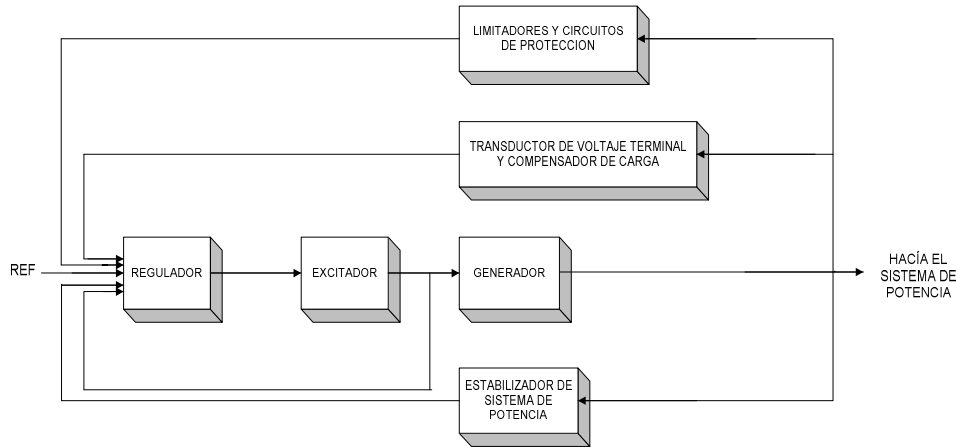 LIMITADORES Y CIRCUITOS
DE PROTECCION
TRANSDUCTOR DE VOLTAJE TERMINAL
Y COMPENSADOR DE CARGA
REF
REGULADOR
EXCITADOR
GENERADOR
HACÍA EL
SISTEMA DE
POTENCIA
ESTABILIZADOR DE
SISTEMA DE
POTENCIA